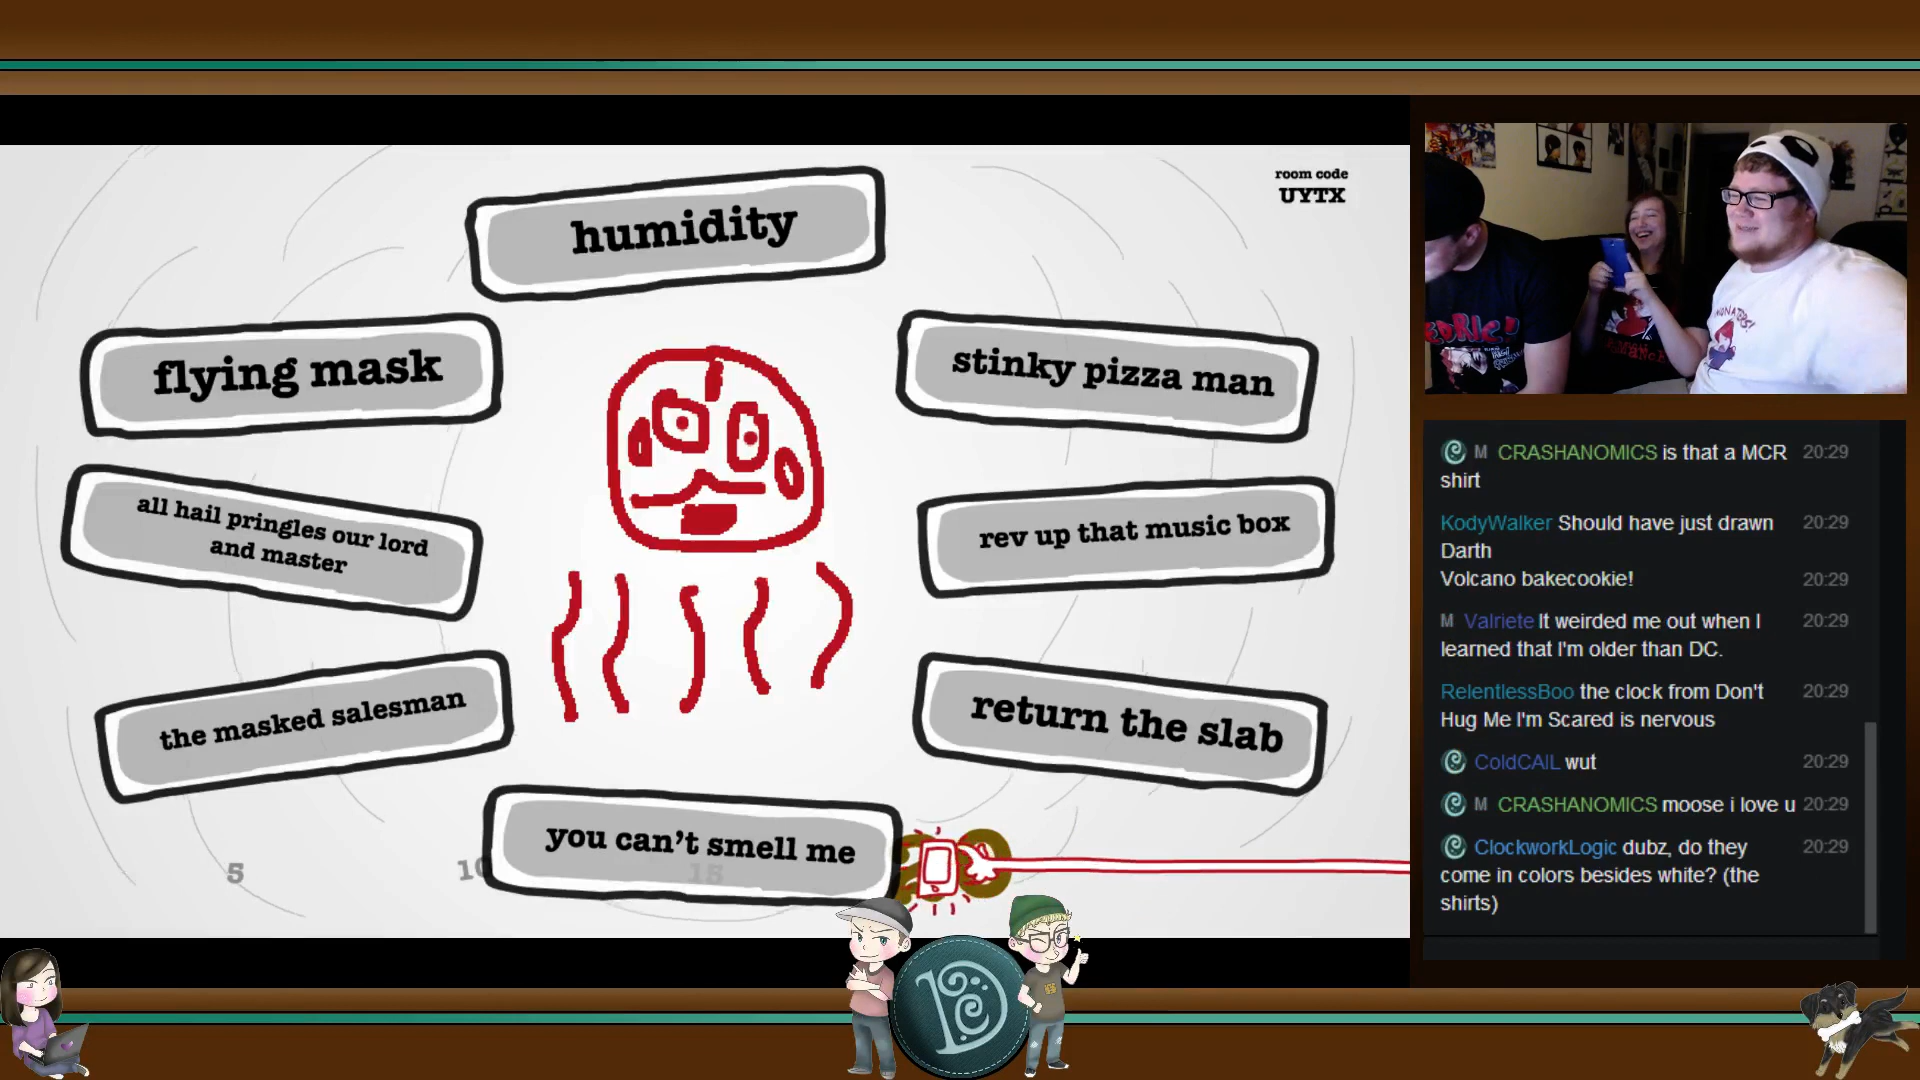 room code
UYTX
humidity
flying mask
stinky pizza man
all hail pringles our lord
and master
rev up that music box
the masked salesman
return the slab
you can't smell me
5
10
15
M CRASHANOMICS is that a MCR 20:29
shirt
KodyWalker Should have just drawn 20:29
Darth
Volcano bakecookie! 20:29
M Valriete It weirded me out when I 20:29
learned that I'm older than DC.
RelentlessBoo the clock from Don't 20:29
Hug Me I'm Scared is nervous
ColdCAIL wut 20:29
M CRASHANOMICS moose i love u 20:29
ClockworkLogic dubz, do they 20:29
come in colors besides white? (the
shirts)